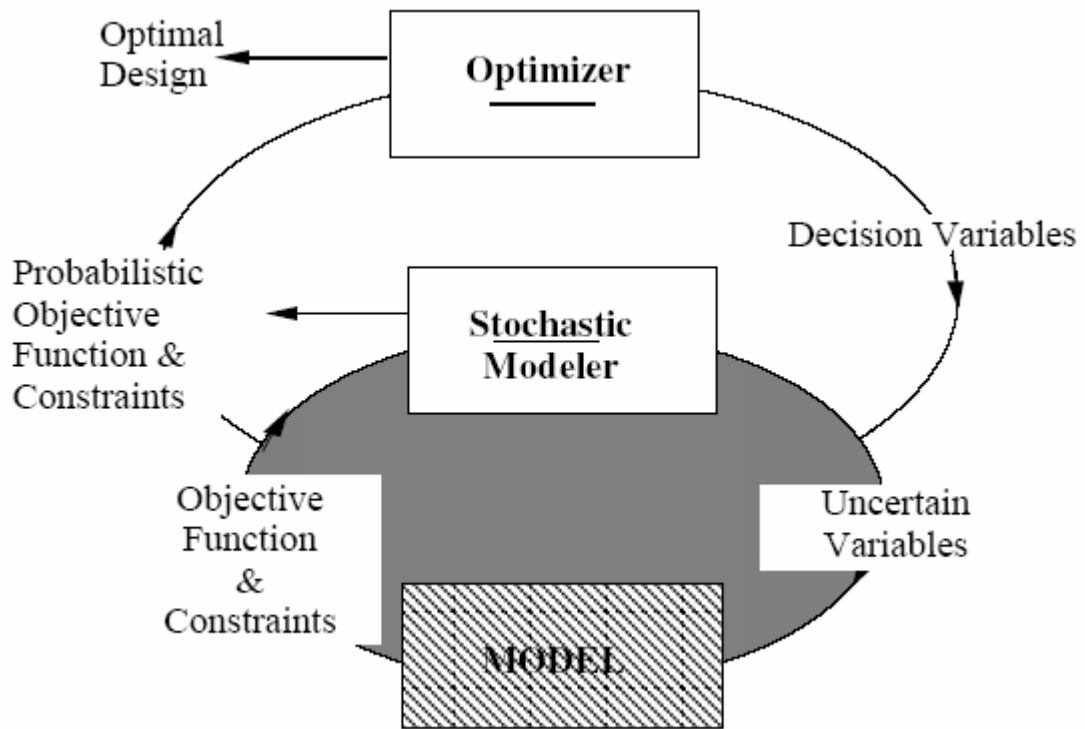 Optimal
Design
Optimizer
Decision Variables
Probabilistic
Objective
Function &
Constraints
Stochastic
Modeler
Objective
Function
&
Constraints
Uncertain
Variables
MODEL